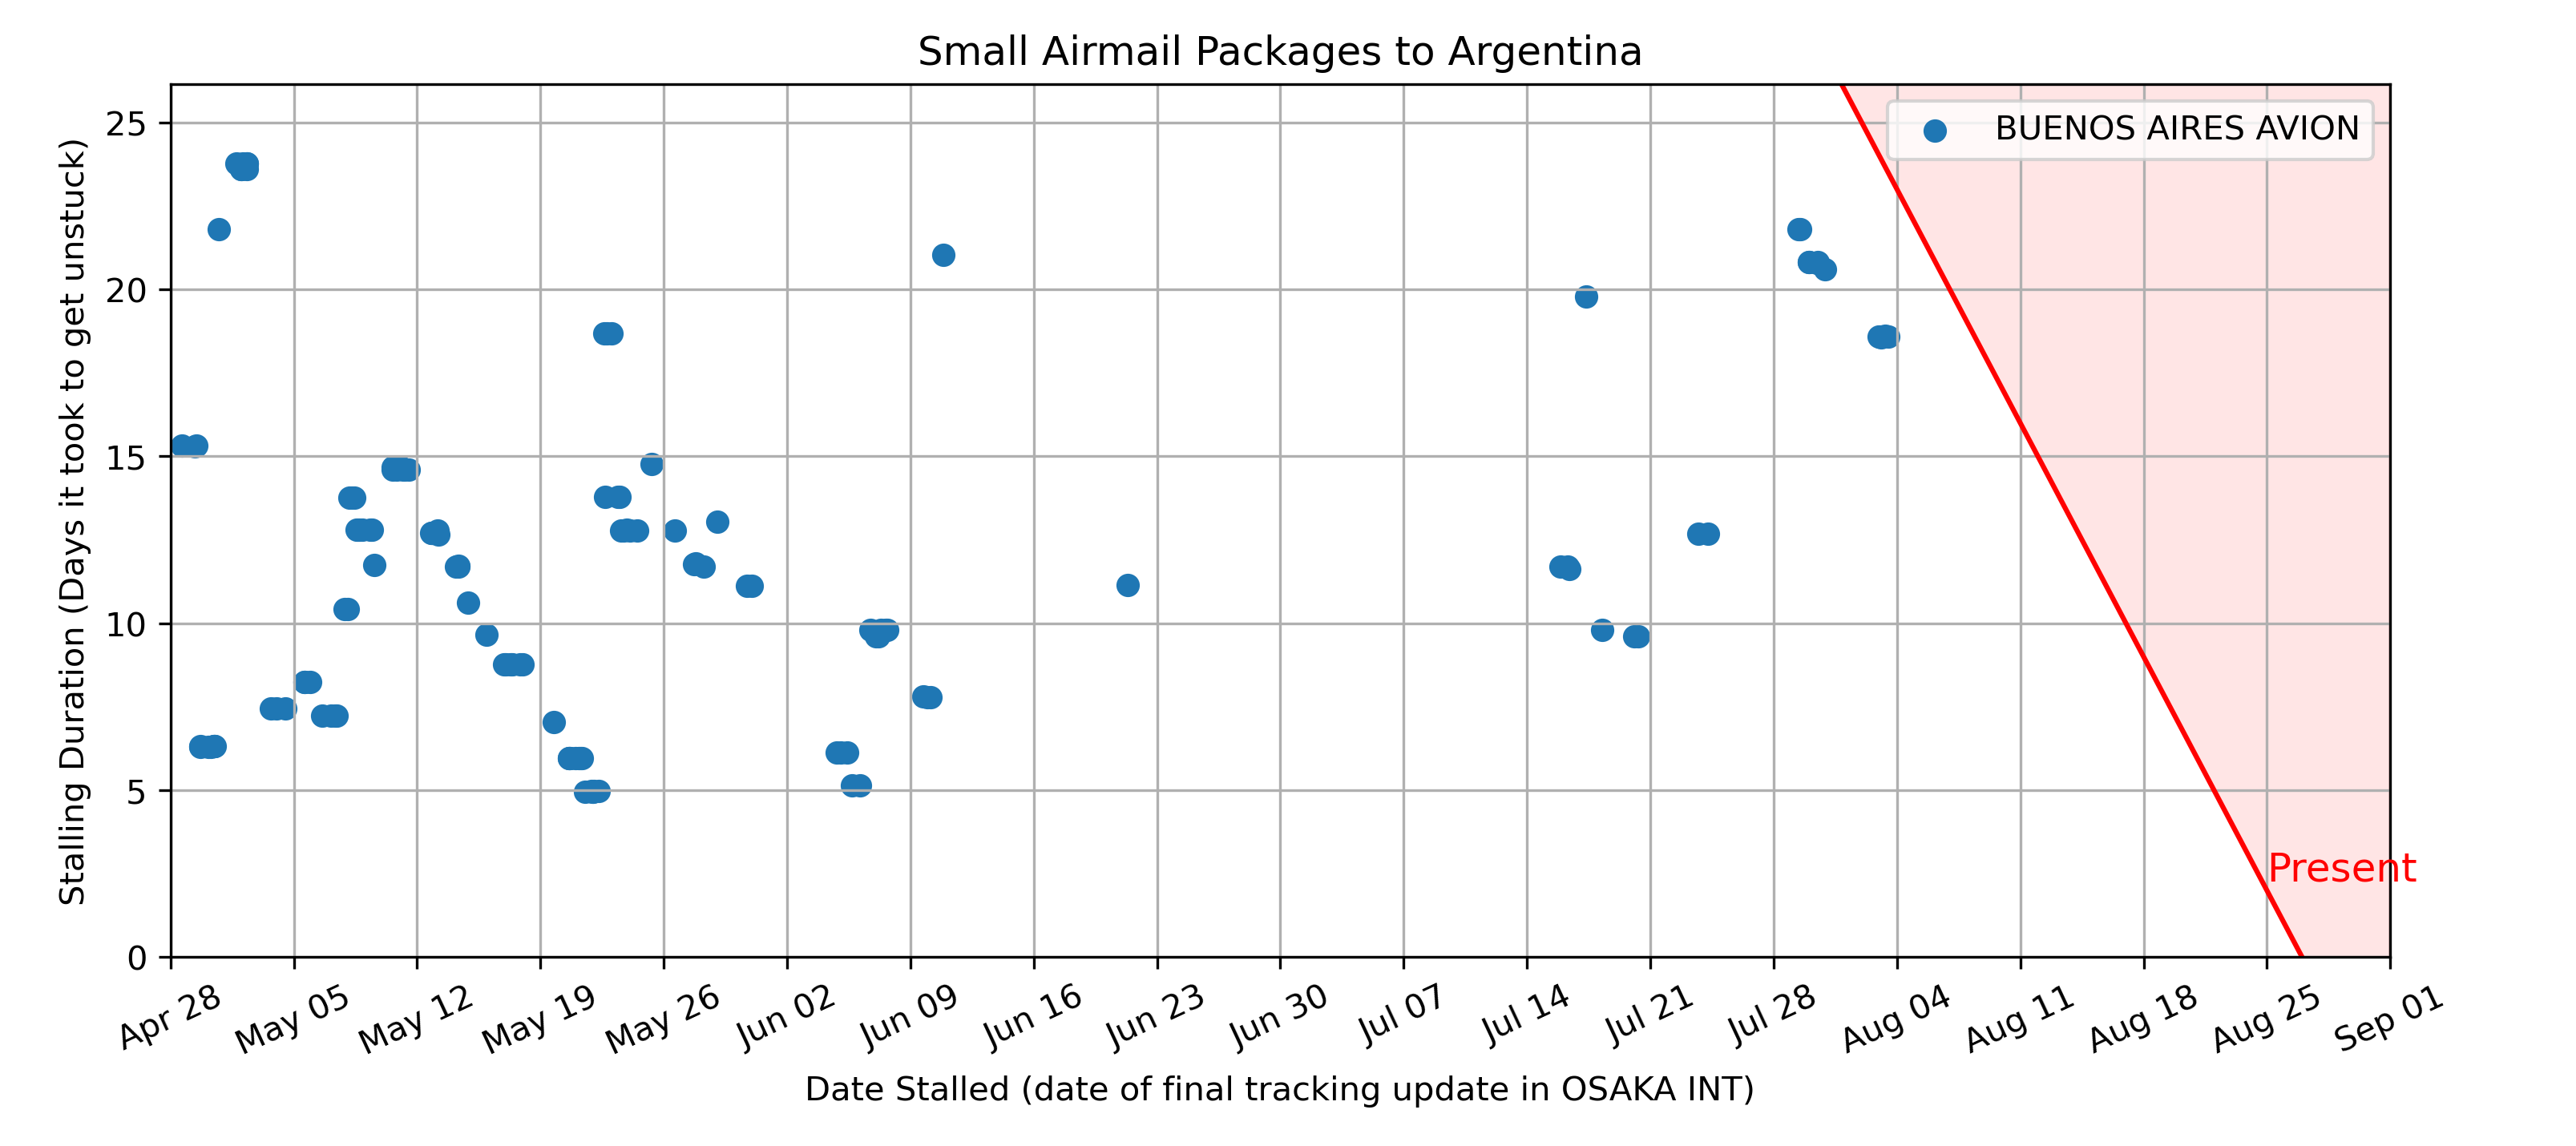 Small Airmail Packages to Argentina
Stalling Duration (Days it took to get unstuck)
25
20
15
10
5
0
BUENOS AIRES AVION
Present
Apr 28
May 05
May 12
May 19
May 26
Jun 02
Jun 09
Jun 16
Jun 23
Jun 30
Jul 07
Jul 14
Jul 21
Jul 28
Aug 04
Aug 11
Aug 18
Aug 25
Sep 01
Date Stalled (date of final tracking update in OSAKA INT)